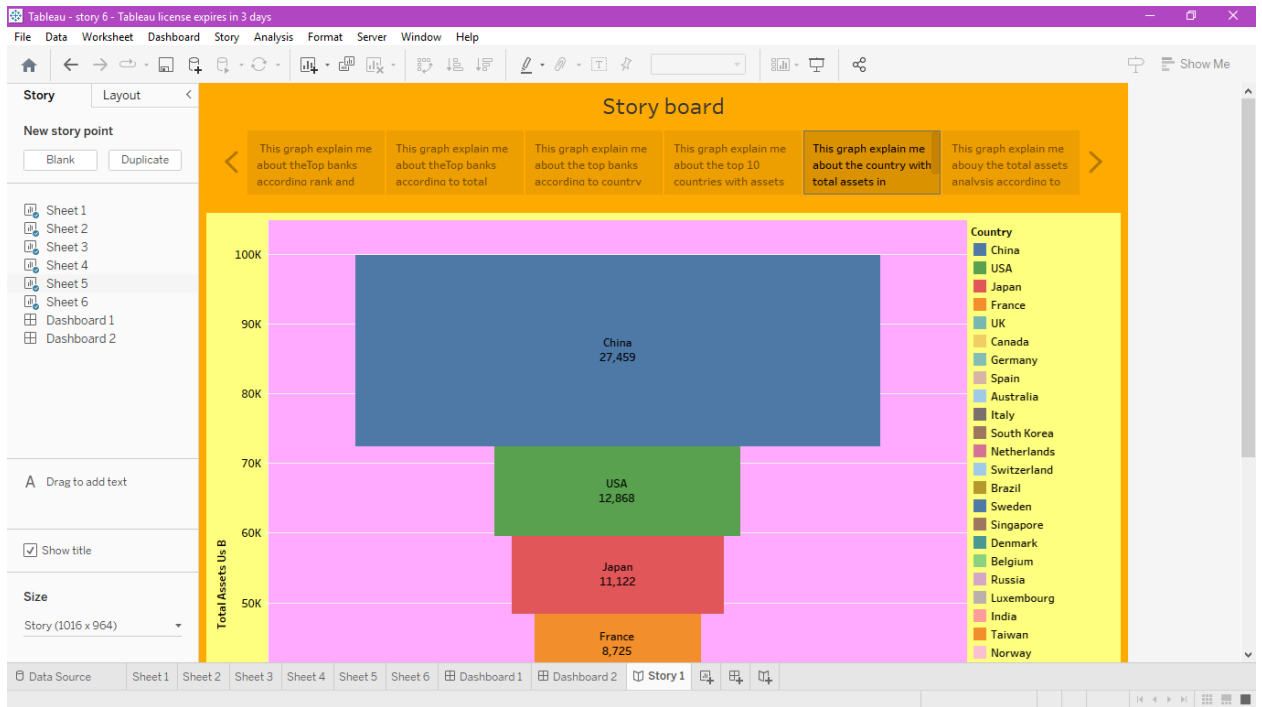 Tableau - story 6 - Tableau license expires in 3 days
File Data Worksheet Dashboard Story Analysis Format Server Window Help
Show Me
Story Layout
New story point
Blank Duplicate
Sheet 1
Sheet 2
Sheet 3
Sheet 4
Sheet 5
Sheet 6
Dashboard 1
Dashboard 2
A Drag to add text
Show title
Size
Story (1016 x 964)
Story board
This graph explain me
about theTop banks
according rank and
This graph explain me
about theTop banks
according to total
This graph explain me
about the top banks
according to country
This graph explain me
about the top 10
countries with assets
This graph explain me
about the country with
total assets in
This graph explain me
abouy the total assets
analysis according to
Total Assets Us B
100K
90K
80K
70K
60K
50K
China
27,459
USA
12,868
Japan
11,122
France
8,725
Country
China
USA
Japan
France
UK
Canada
Germany
Spain
Australia
Italy
South Korea
Netherlands
Switzerland
Brazil
Sweden
Singapore
Denmark
Belgium
Russia
Luxembourg
India
Taiwan
Norway
Data Source Sheet 1 Sheet 2 Sheet 3 Sheet 4 Sheet 5 Sheet 6 Dashboard 1 Dashboard 2 Story 1